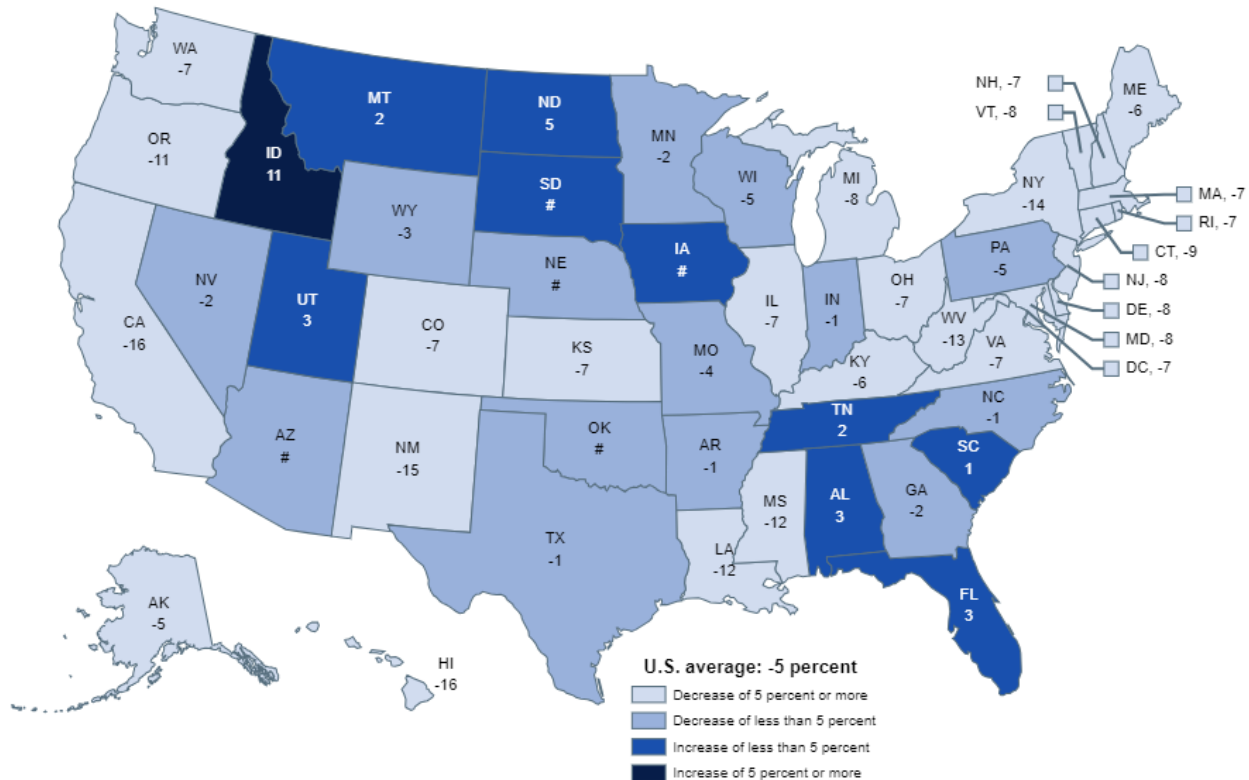 WA
-7
OR
-11
CA
-16
NV
-2
ID
11
MT
2
WY
-3
UT
3
AZ
#
CO
-7
NM
-15
ND
5
SD
#
NE
#
KS
-7
OK
#
TX
-1
MN
-2
IA
#
MO
-4
AR
-1
LA
-12
WI
-5
IL
-7
MS
-12
MI
-8
IN
-1
KY
-6
TN
2
AL
3
OH
-7
WV
-13
VA
-7
NC
-1
SC
1
GA
-2
FL
3
PA
-5
NY
-14
ME
-6
NH, -7
VT, -8
MA, -7
RI, -7
CT, -9
NJ, -8
DE, -8
MD, -8
DC, -7
AK
-5
HI
-16
U.S. average: -5 percent
Decrease of 5 percent or more
Decrease of less than 5 percent
Increase of less than 5 percent
Increase of 5 percent or more